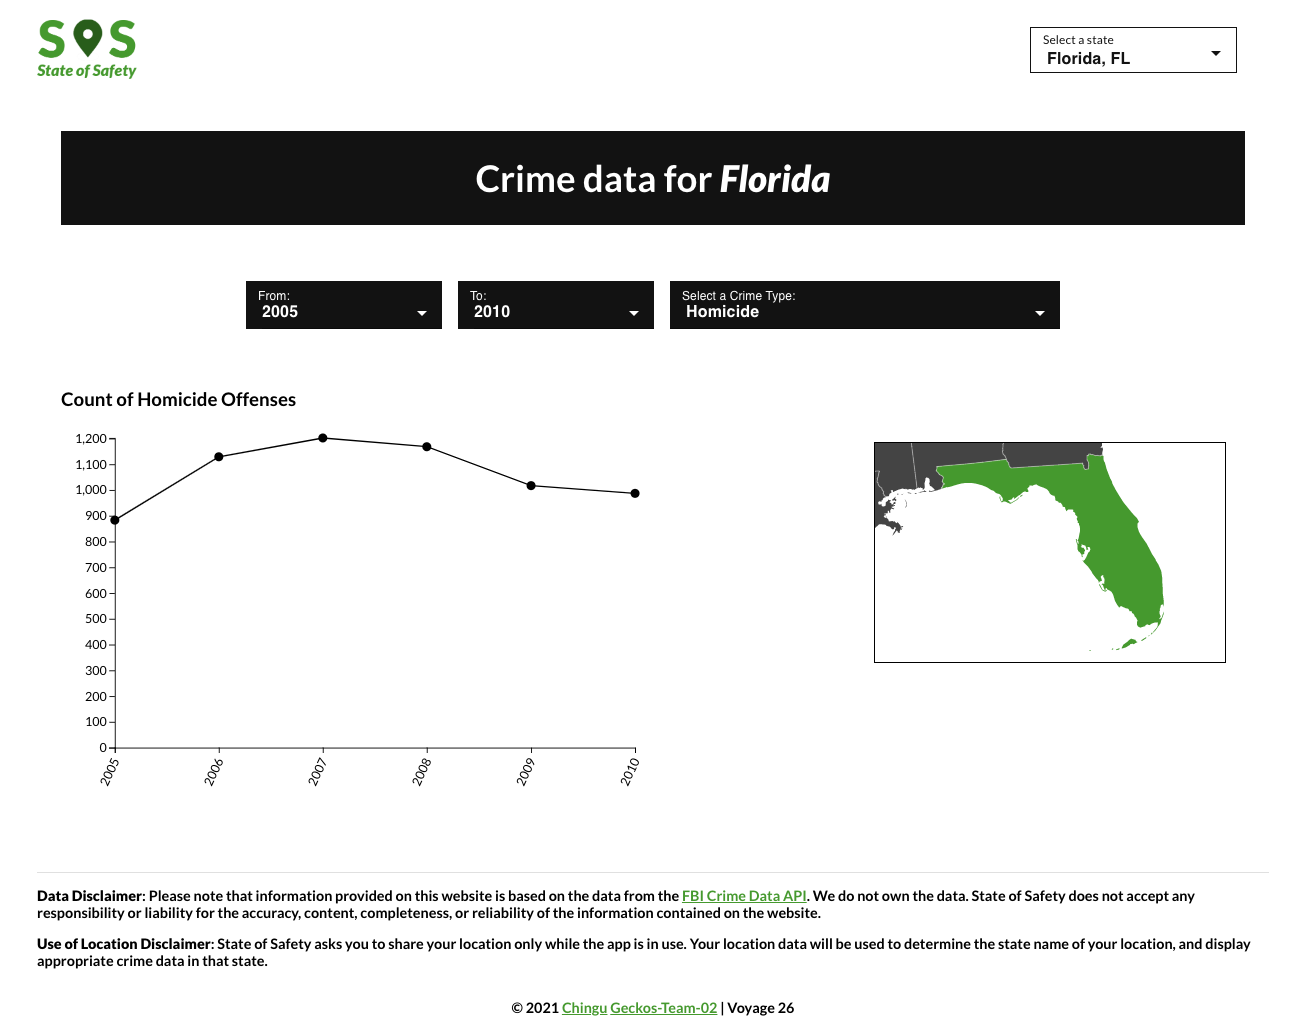 S S
State of Safety
Select a state
Florida, FL
Crime data for Florida
From:
2005
To:
2010
Select a Crime Type:
Homicide
Count of Homicide Offenses
1,200
1,100
1,000
900
800
700
600
500
400
300
200
100
0
2005
2006
2007
2008
2009
2010
Data Disclaimer: Please note that information provided on this website is based on the data from the FBI Crime Data API. We do not own the data. State of Safety does not accept any
responsibility or liability for the accuracy, content, completeness, or reliability of the information contained on the website.
Use of Location Disclaimer: State of Safety asks you to share your location only while the app is in use. Your location data will be used to determine the state name of your location, and display
appropriate crime data in that state.
© 2021 Chingu Geckos-Team-02 | Voyage 26